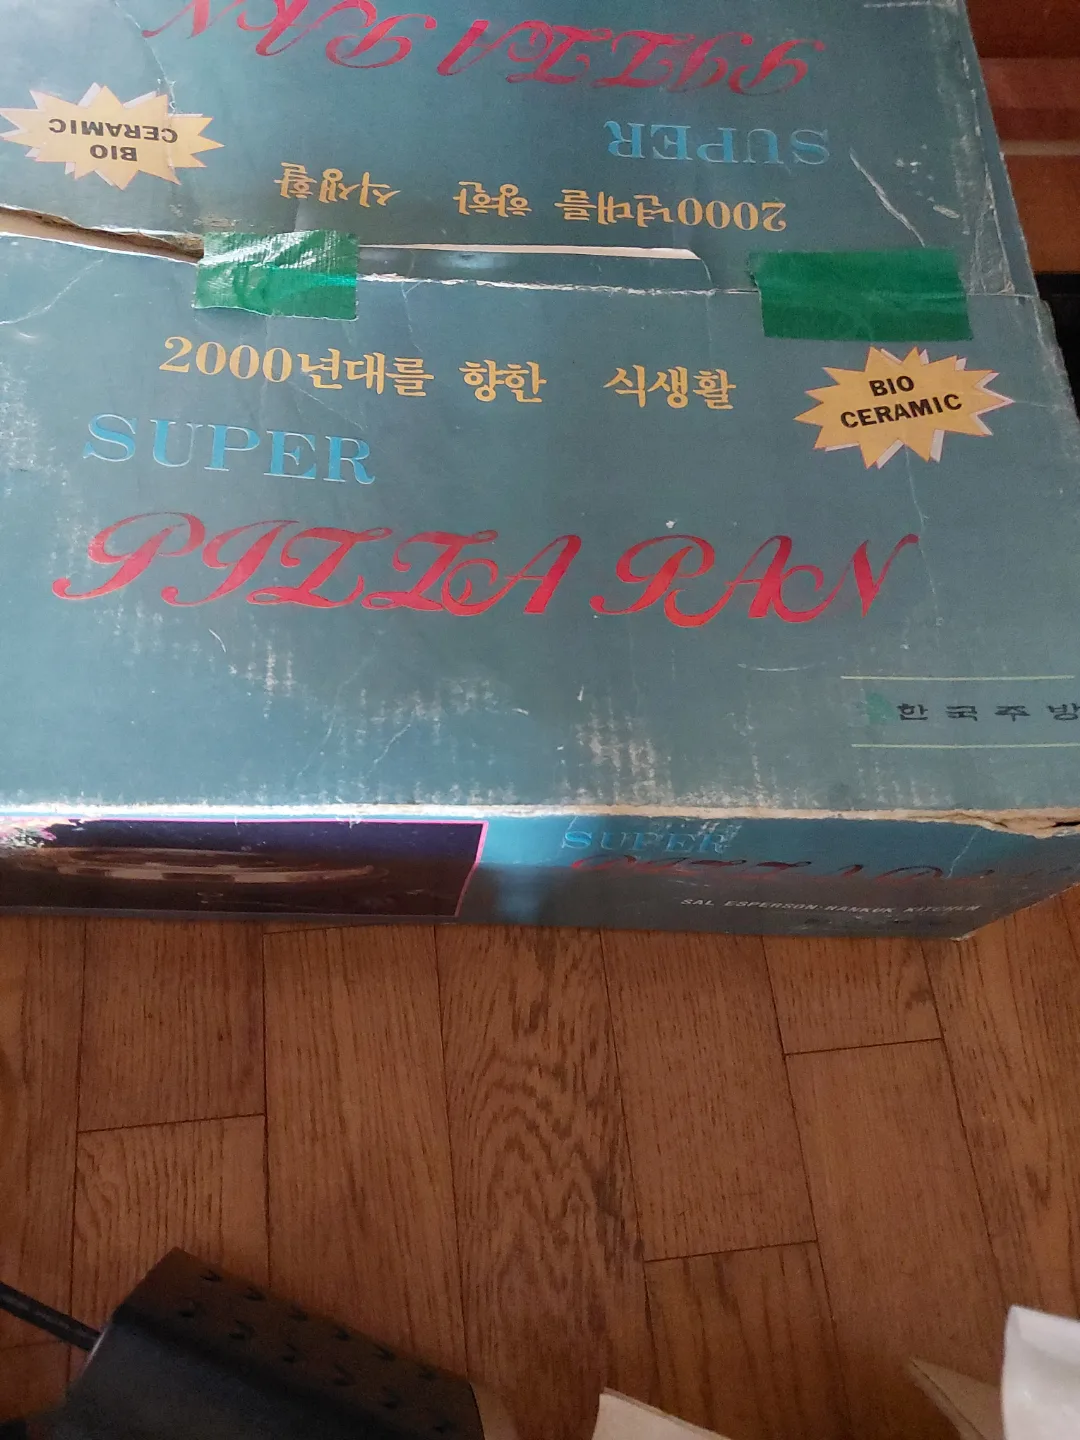 PIZZA PAN
SUPER
BIO
CERAMIC
2000년대를 향한 식생활
2000년대를 향한 식생활
BIO
CERAMIC
SUPER
PIZZA PAN
한국주방
SUPER
PIZZA PAN
SAL ESPERSON·HANKUK KITCHEN